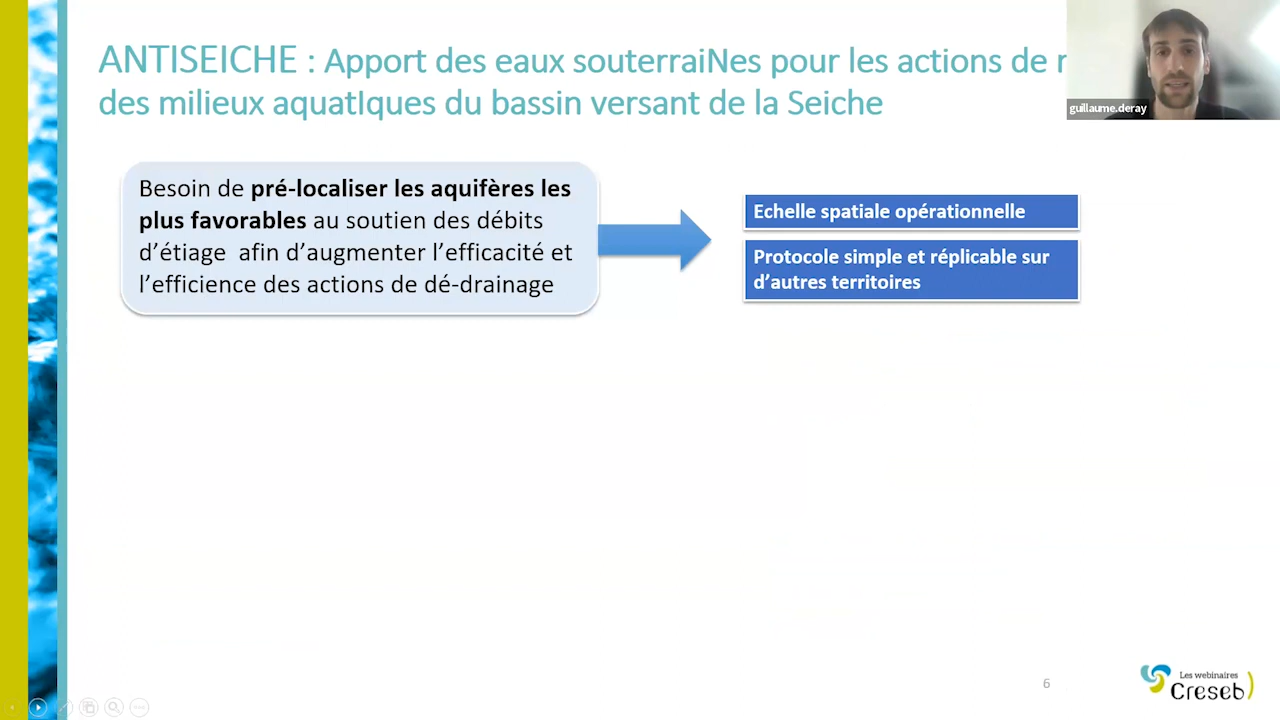 ANTISEICHE : Apport des eaux souterraiNes pour les actions de
des milieux aquatIques du bassin versant de la Seiche
guillaume.deray
Besoin de pré-localiser les aquifères les
plus favorables au soutien des débits
d'étiage afin d'augmenter l'efficacité et
l'efficience des actions de dé-drainage
Echelle spatiale opérationnelle
Protocole simple et réplicable sur
d'autres territoires
6
Les webinaires
Creseb